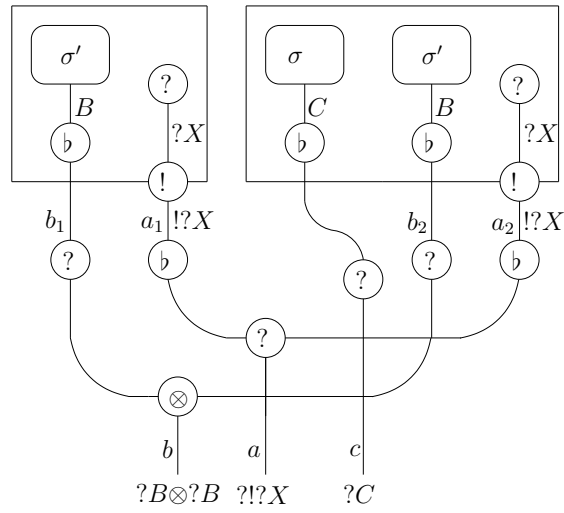 σ′ σ σ′
? ?
B ?X C B ?X
♭ ♭ ♭
! !
b₁ a₁ !?X b₂ a₂ !?X
? ♭ ? ♭
?
?
⊗
b a c
?B⊗?B ?!?X ?C